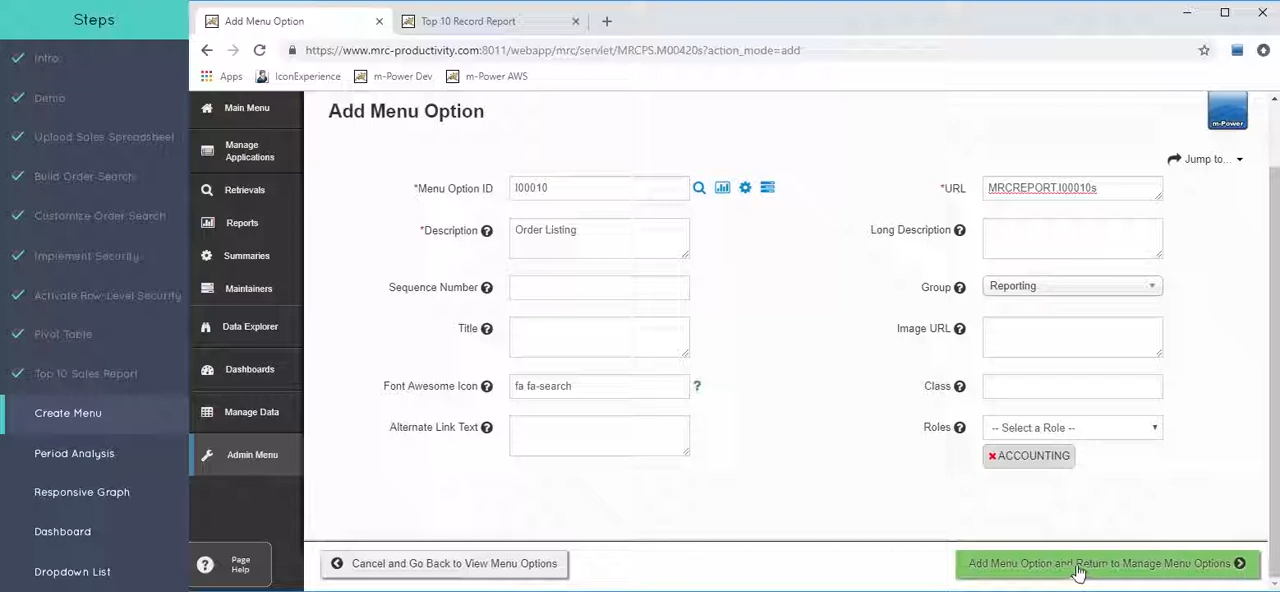 Steps
Intro
Demo
Upload Sales Spreadsheet
Build Order Search
Customize Order Search
Implement Security
Activate Row-Level Security
Pivot Table
Top 10 Sales Report
Create Menu
Period Analysis
Responsive Graph
Dashboard
Dropdown List
Add Menu Option
Top 10 Record Report
https://www.mrc-productivity.com:8011/webapp/mrc/servlet/MRCPS.M00420s?action_mode=add
Apps IconExperience m-Power Dev m-Power AWS
Main Menu
Manage
Applications
Retrievals
Reports
Summaries
Maintainers
Data Explorer
Dashboards
Manage Data
Admin Menu
? Page
Help
Add Menu Option
m-Power
Jump to...
*Menu Option ID I00010
*URL MRCREPORT.I00010s
*Description ? Order Listing
Long Description ?
Sequence Number ?
Group ? Reporting
Title ?
Image URL ?
Font Awesome Icon ? fa fa-search ?
Class ?
Alternate Link Text ?
Roles ? -- Select a Role --
ACCOUNTING
Cancel and Go Back to View Menu Options
Add Menu Option and Return to Manage Menu Options